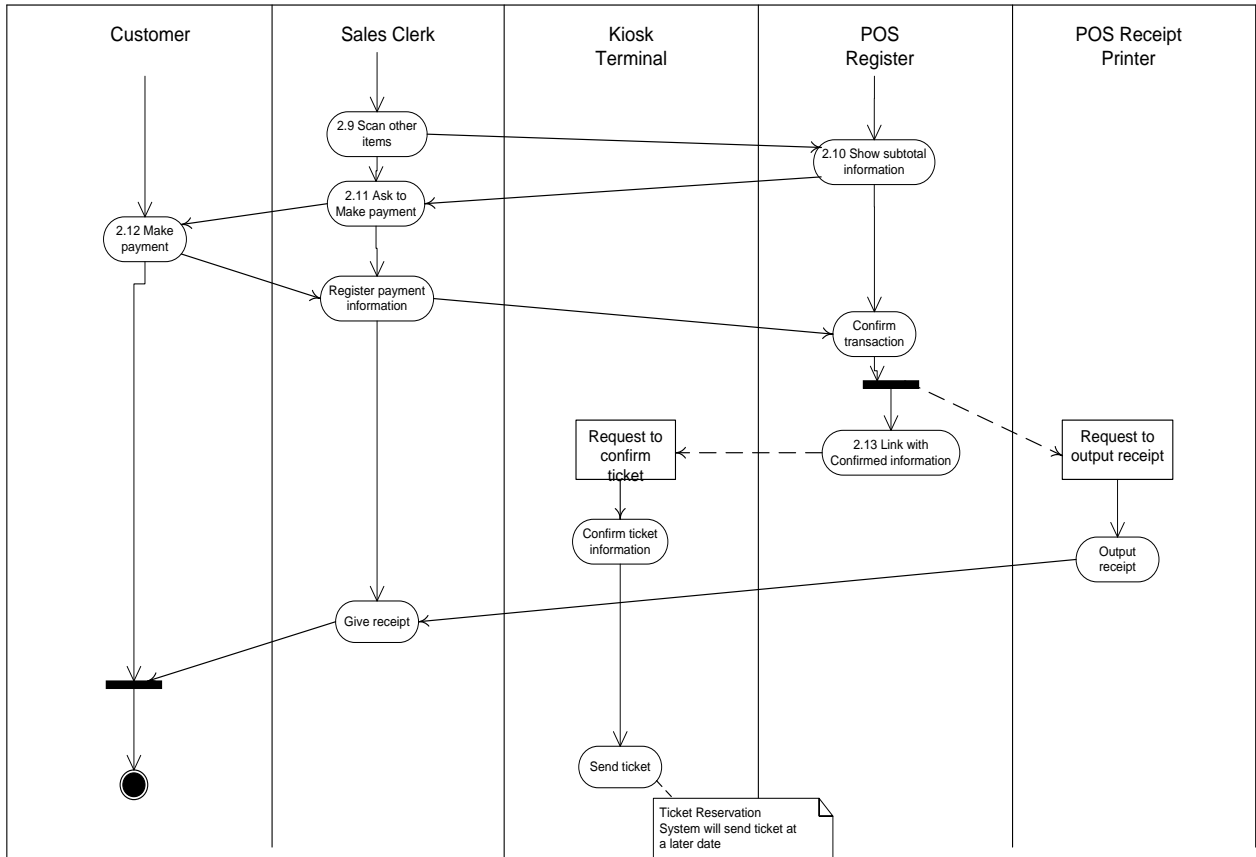 Customer
Sales Clerk
Kiosk
Terminal
POS
Register
POS Receipt
Printer
2.9 Scan other
items
2.10 Show subtotal
information
2.11 Ask to
Make payment
2.12 Make
payment
Register payment
information
Confirm
transaction
Request to
confirm
ticket
2.13 Link with
Confirmed information
Request to
output receipt
Confirm ticket
information
Output
receipt
Give receipt
Send ticket
Ticket Reservation
System will send ticket at
a later date